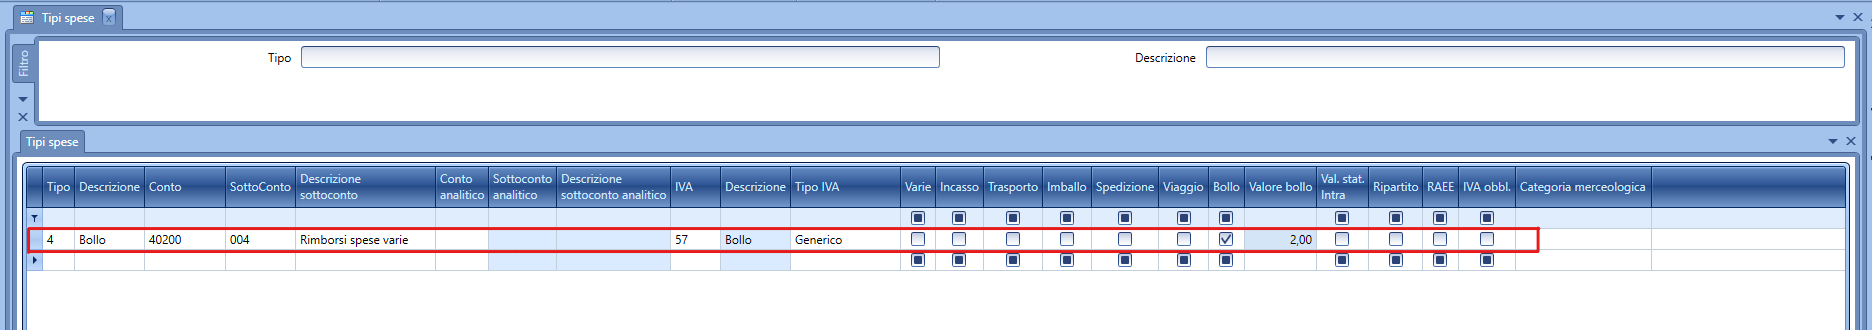 Tipi spese
Filtro
Tipo
Descrizione
Tipi spese
Tipo Descrizione Conto SottoConto Descrizione sottoconto Conto analitico Sottoconto analitico Descrizione sottoconto analitico IVA Descrizione Tipo IVA Varie Incasso Trasporto Imballo Spedizione Viaggio Bollo Valore bollo Val. stat. Intra Ripartito RAEE IVA obbl. Categoria merceologica
4 Bollo 40200 004 Rimborsi spese varie 57 Bollo Generico 2,00